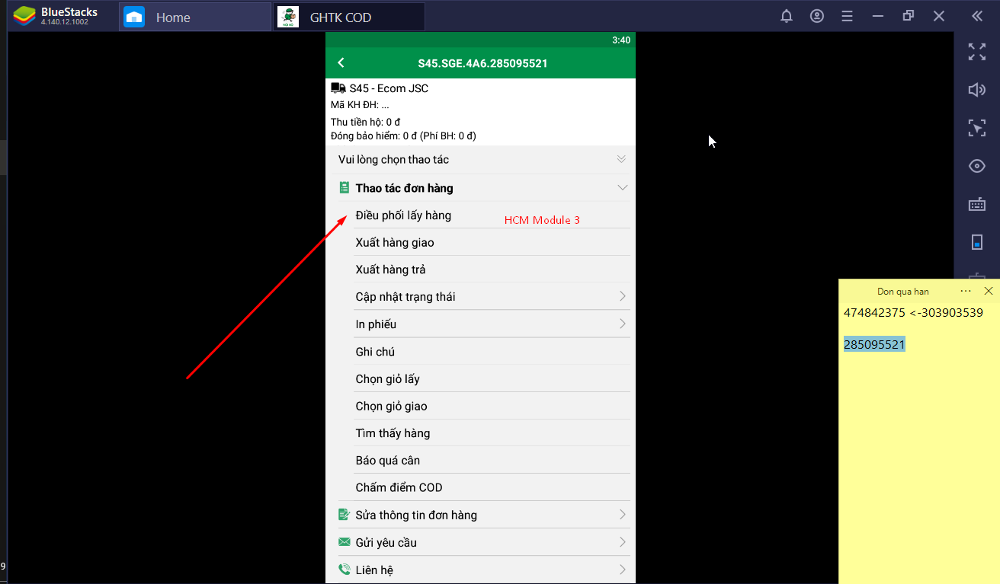 BlueStacks
4.140.12.1002
Home
GHTK COD
3:40
S45.SGE.4A6.285095521
S45 - Ecom JSC
Mã KH ĐH: ...
Thu tiền hộ: 0 đ
Đóng bảo hiểm: 0 đ (Phí BH: 0 đ)
Vui lòng chọn thao tác
Thao tác đơn hàng
Điều phối lấy hàng
HCM Module 3
Xuất hàng giao
Xuất hàng trả
Cập nhật trạng thái
In phiếu
Ghi chú
Chọn giỏ lấy
Chọn giỏ giao
Tìm thấy hàng
Báo quá cân
Chấm điểm COD
Sửa thông tin đơn hàng
Gửi yêu cầu
Liên hệ
Don qua han
474842375 <-303903539
285095521
9